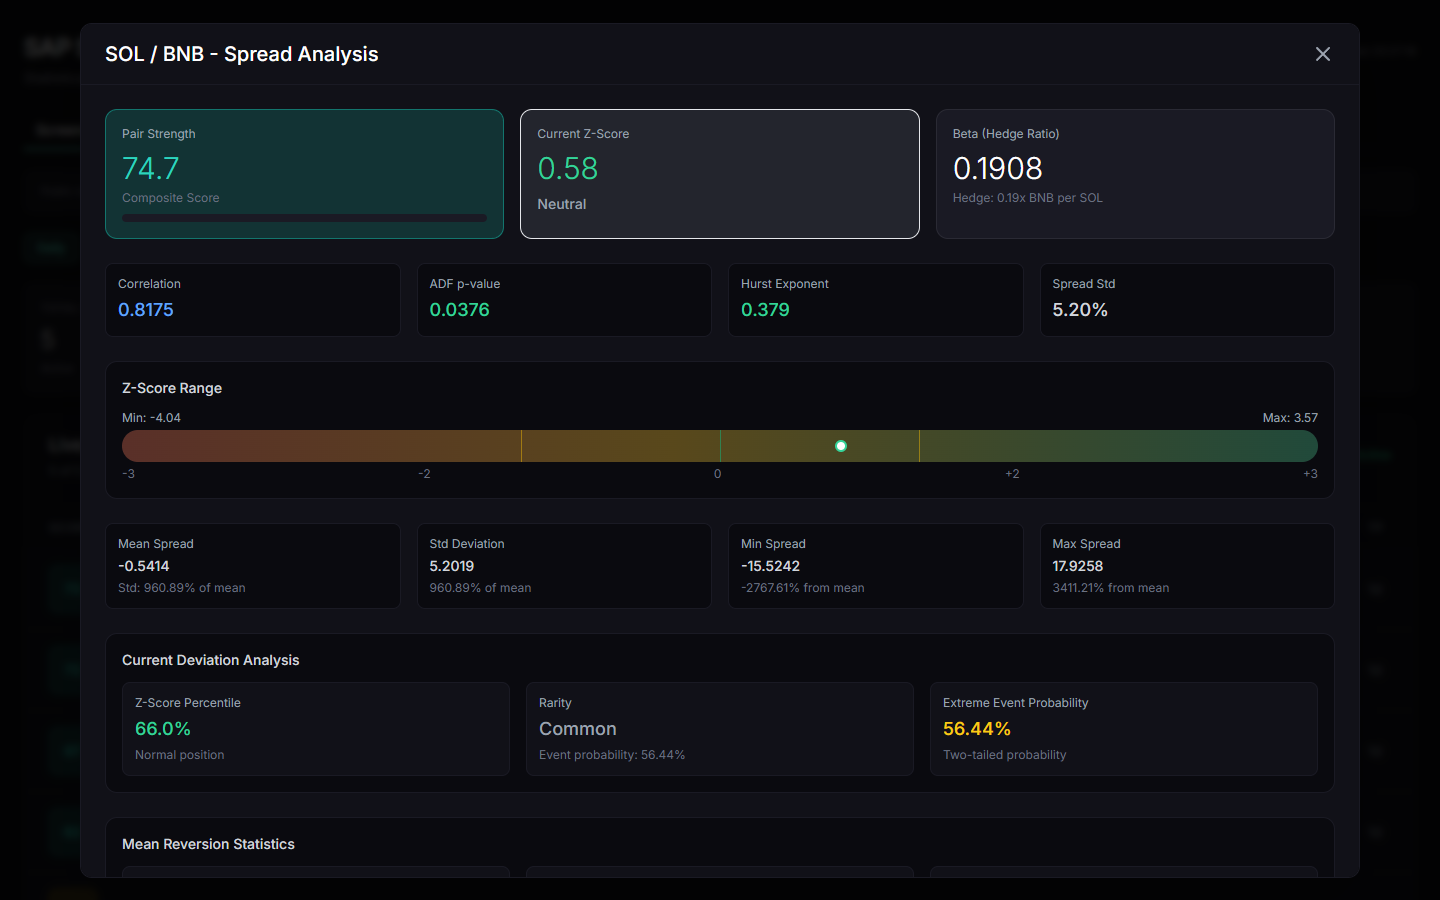 SOL / BNB - Spread Analysis
Pair Strength
74.7
Composite Score
Current Z-Score
0.58
Neutral
Beta (Hedge Ratio)
0.1908
Hedge: 0.19x BNB per SOL
Correlation
0.8175
ADF p-value
0.0376
Hurst Exponent
0.379
Spread Std
5.20%
Z-Score Range
Min: -4.04
Max: 3.57
-3
-2
0
+2
+3
Mean Spread
-0.5414
Std: 960.89% of mean
Std Deviation
5.2019
960.89% of mean
Min Spread
-15.5242
-2767.61% from mean
Max Spread
17.9258
3411.21% from mean
Current Deviation Analysis
Z-Score Percentile
66.0%
Normal position
Rarity
Common
Event probability: 56.44%
Extreme Event Probability
56.44%
Two-tailed probability
Mean Reversion Statistics